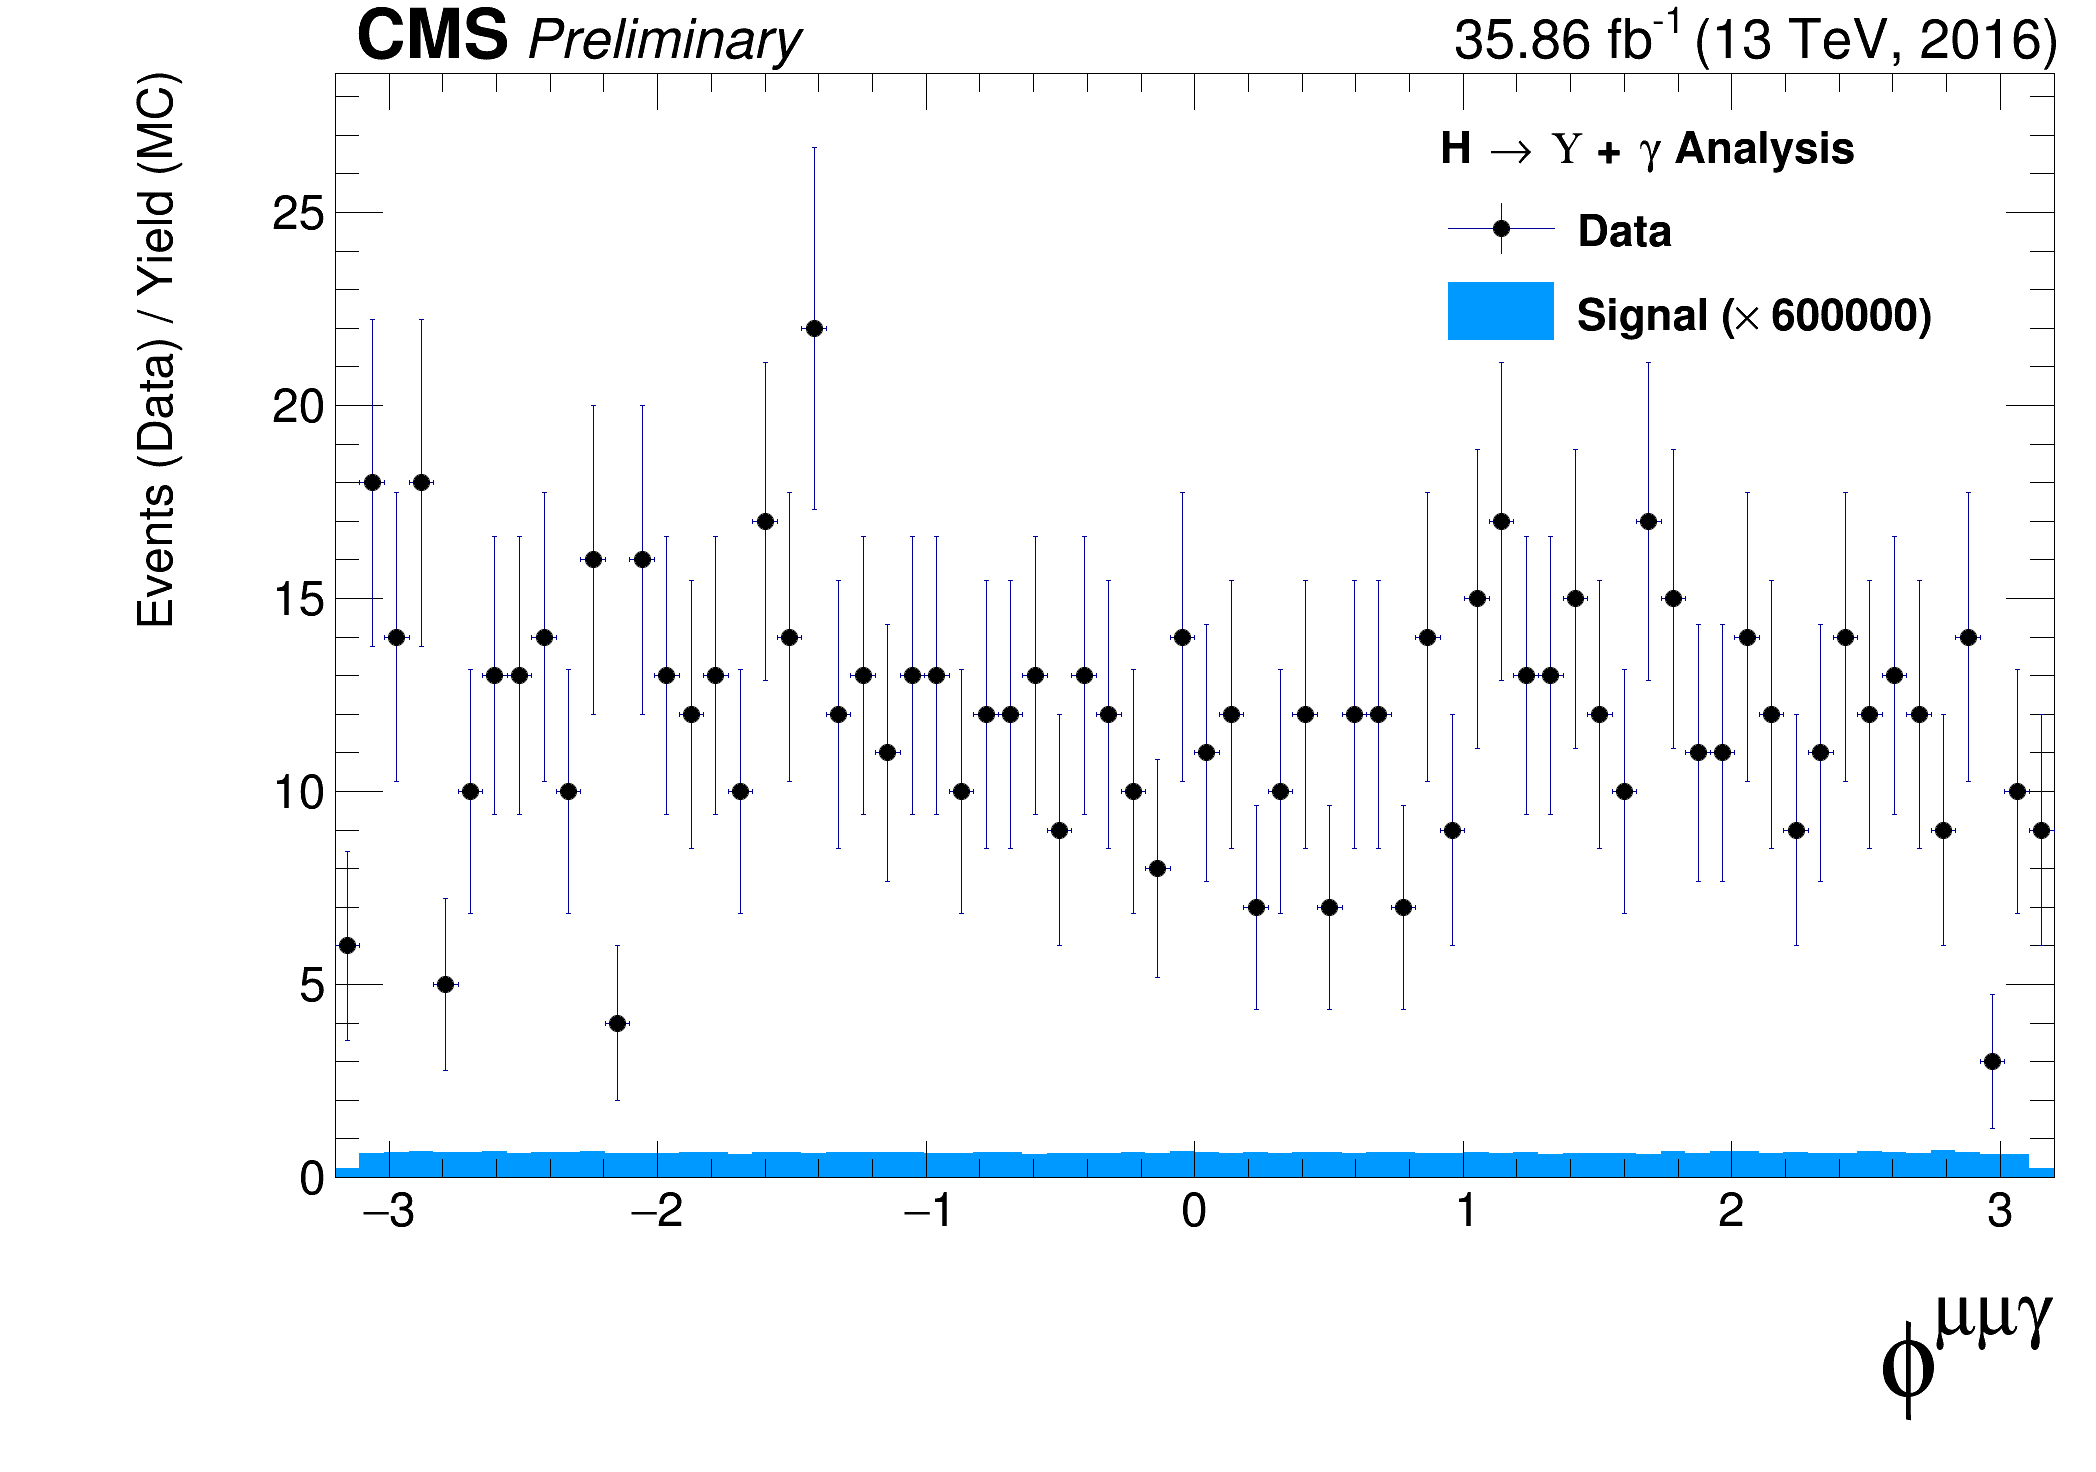 CMS Preliminary
35.86 fb⁻¹ (13 TeV, 2016)
Events (Data) / Yield (MC)
H → ϒ + γ Analysis
Data
Signal (× 600000)
25
20
15
10
5
0
−3 −2 −1 0 1 2 3
ϕ^μμγ